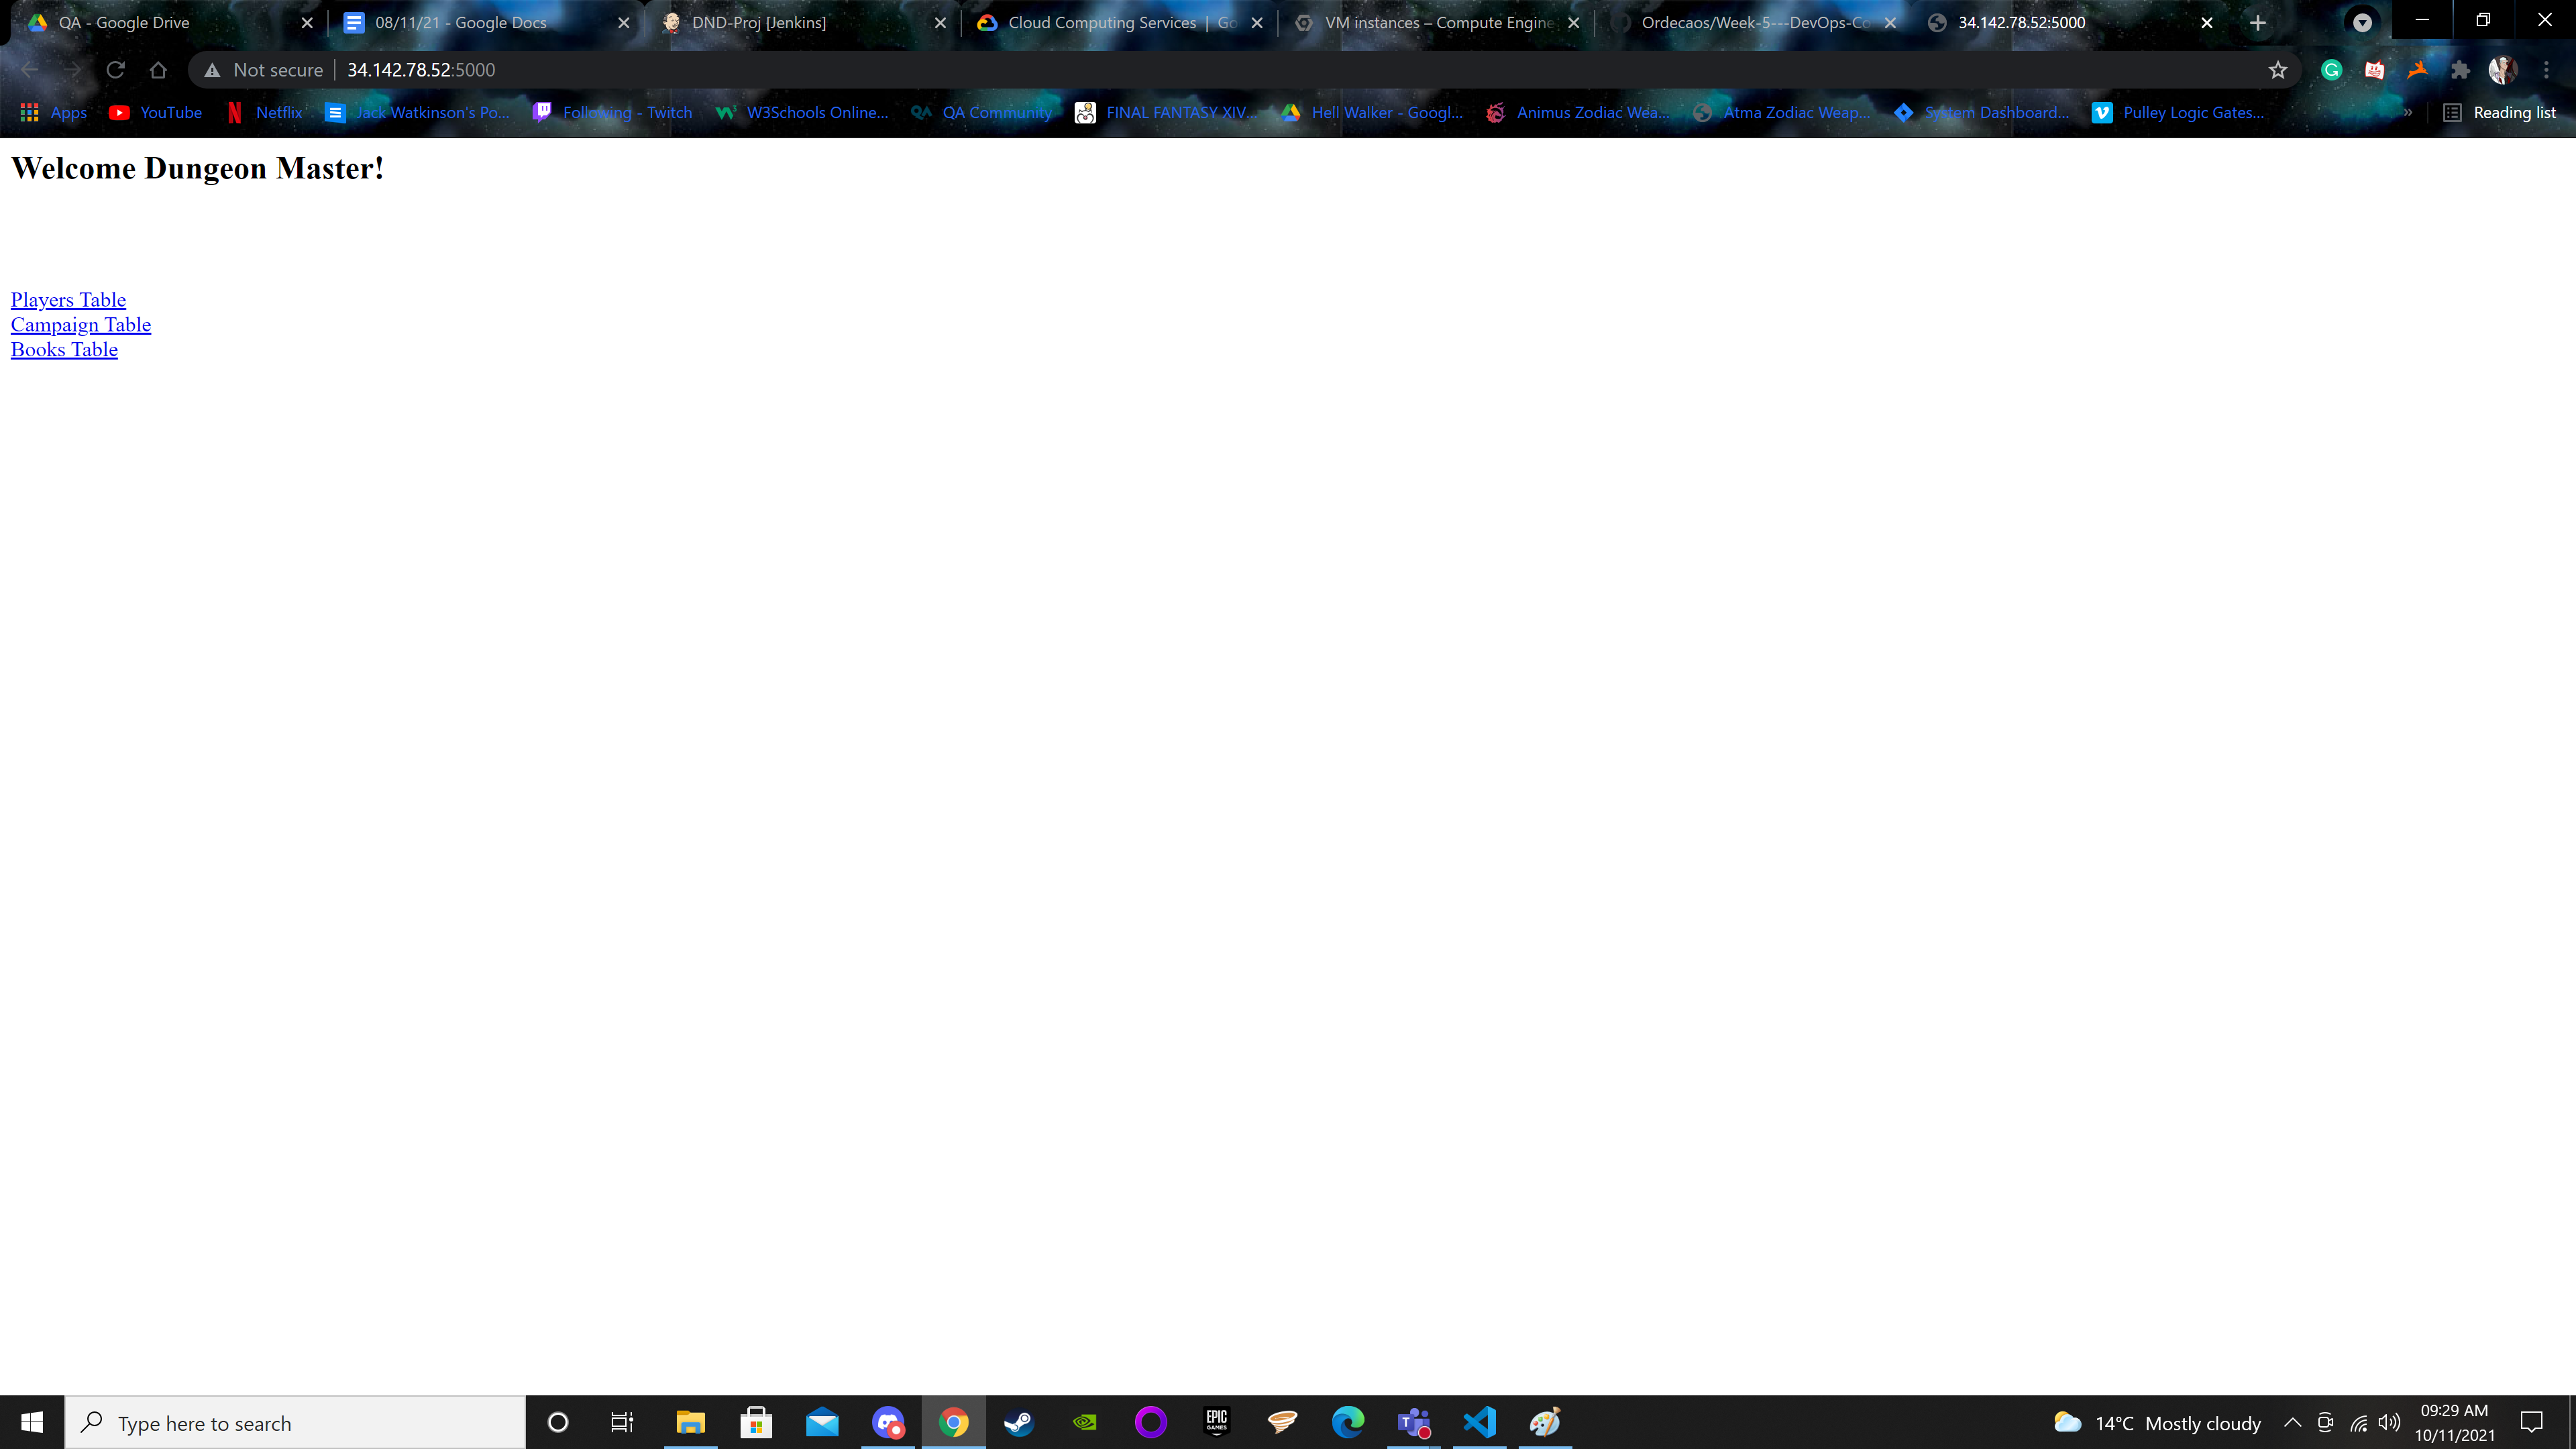 QA - Google Drive
08/11/21 - Google Docs
DND-Proj [Jenkins]
Cloud Computing Services | Go
VM instances – Compute Engine
Ordecaos/Week-5---DevOps-Co
34.142.78.52:5000
Not secure
34.142.78.52:5000
Apps
YouTube
Netflix
Jack Watkinson's Po...
Following - Twitch
W3Schools Online...
QA Community
FINAL FANTASY XIV...
Hell Walker - Googl...
Animus Zodiac Wea...
Atma Zodiac Weap...
System Dashboard...
Pulley Logic Gates...
»
Reading list
Welcome Dungeon Master!
Players Table
Campaign Table
Books Table
Type here to search
EPIC
GAMES
14°C Mostly cloudy
09:29 AM
10/11/2021